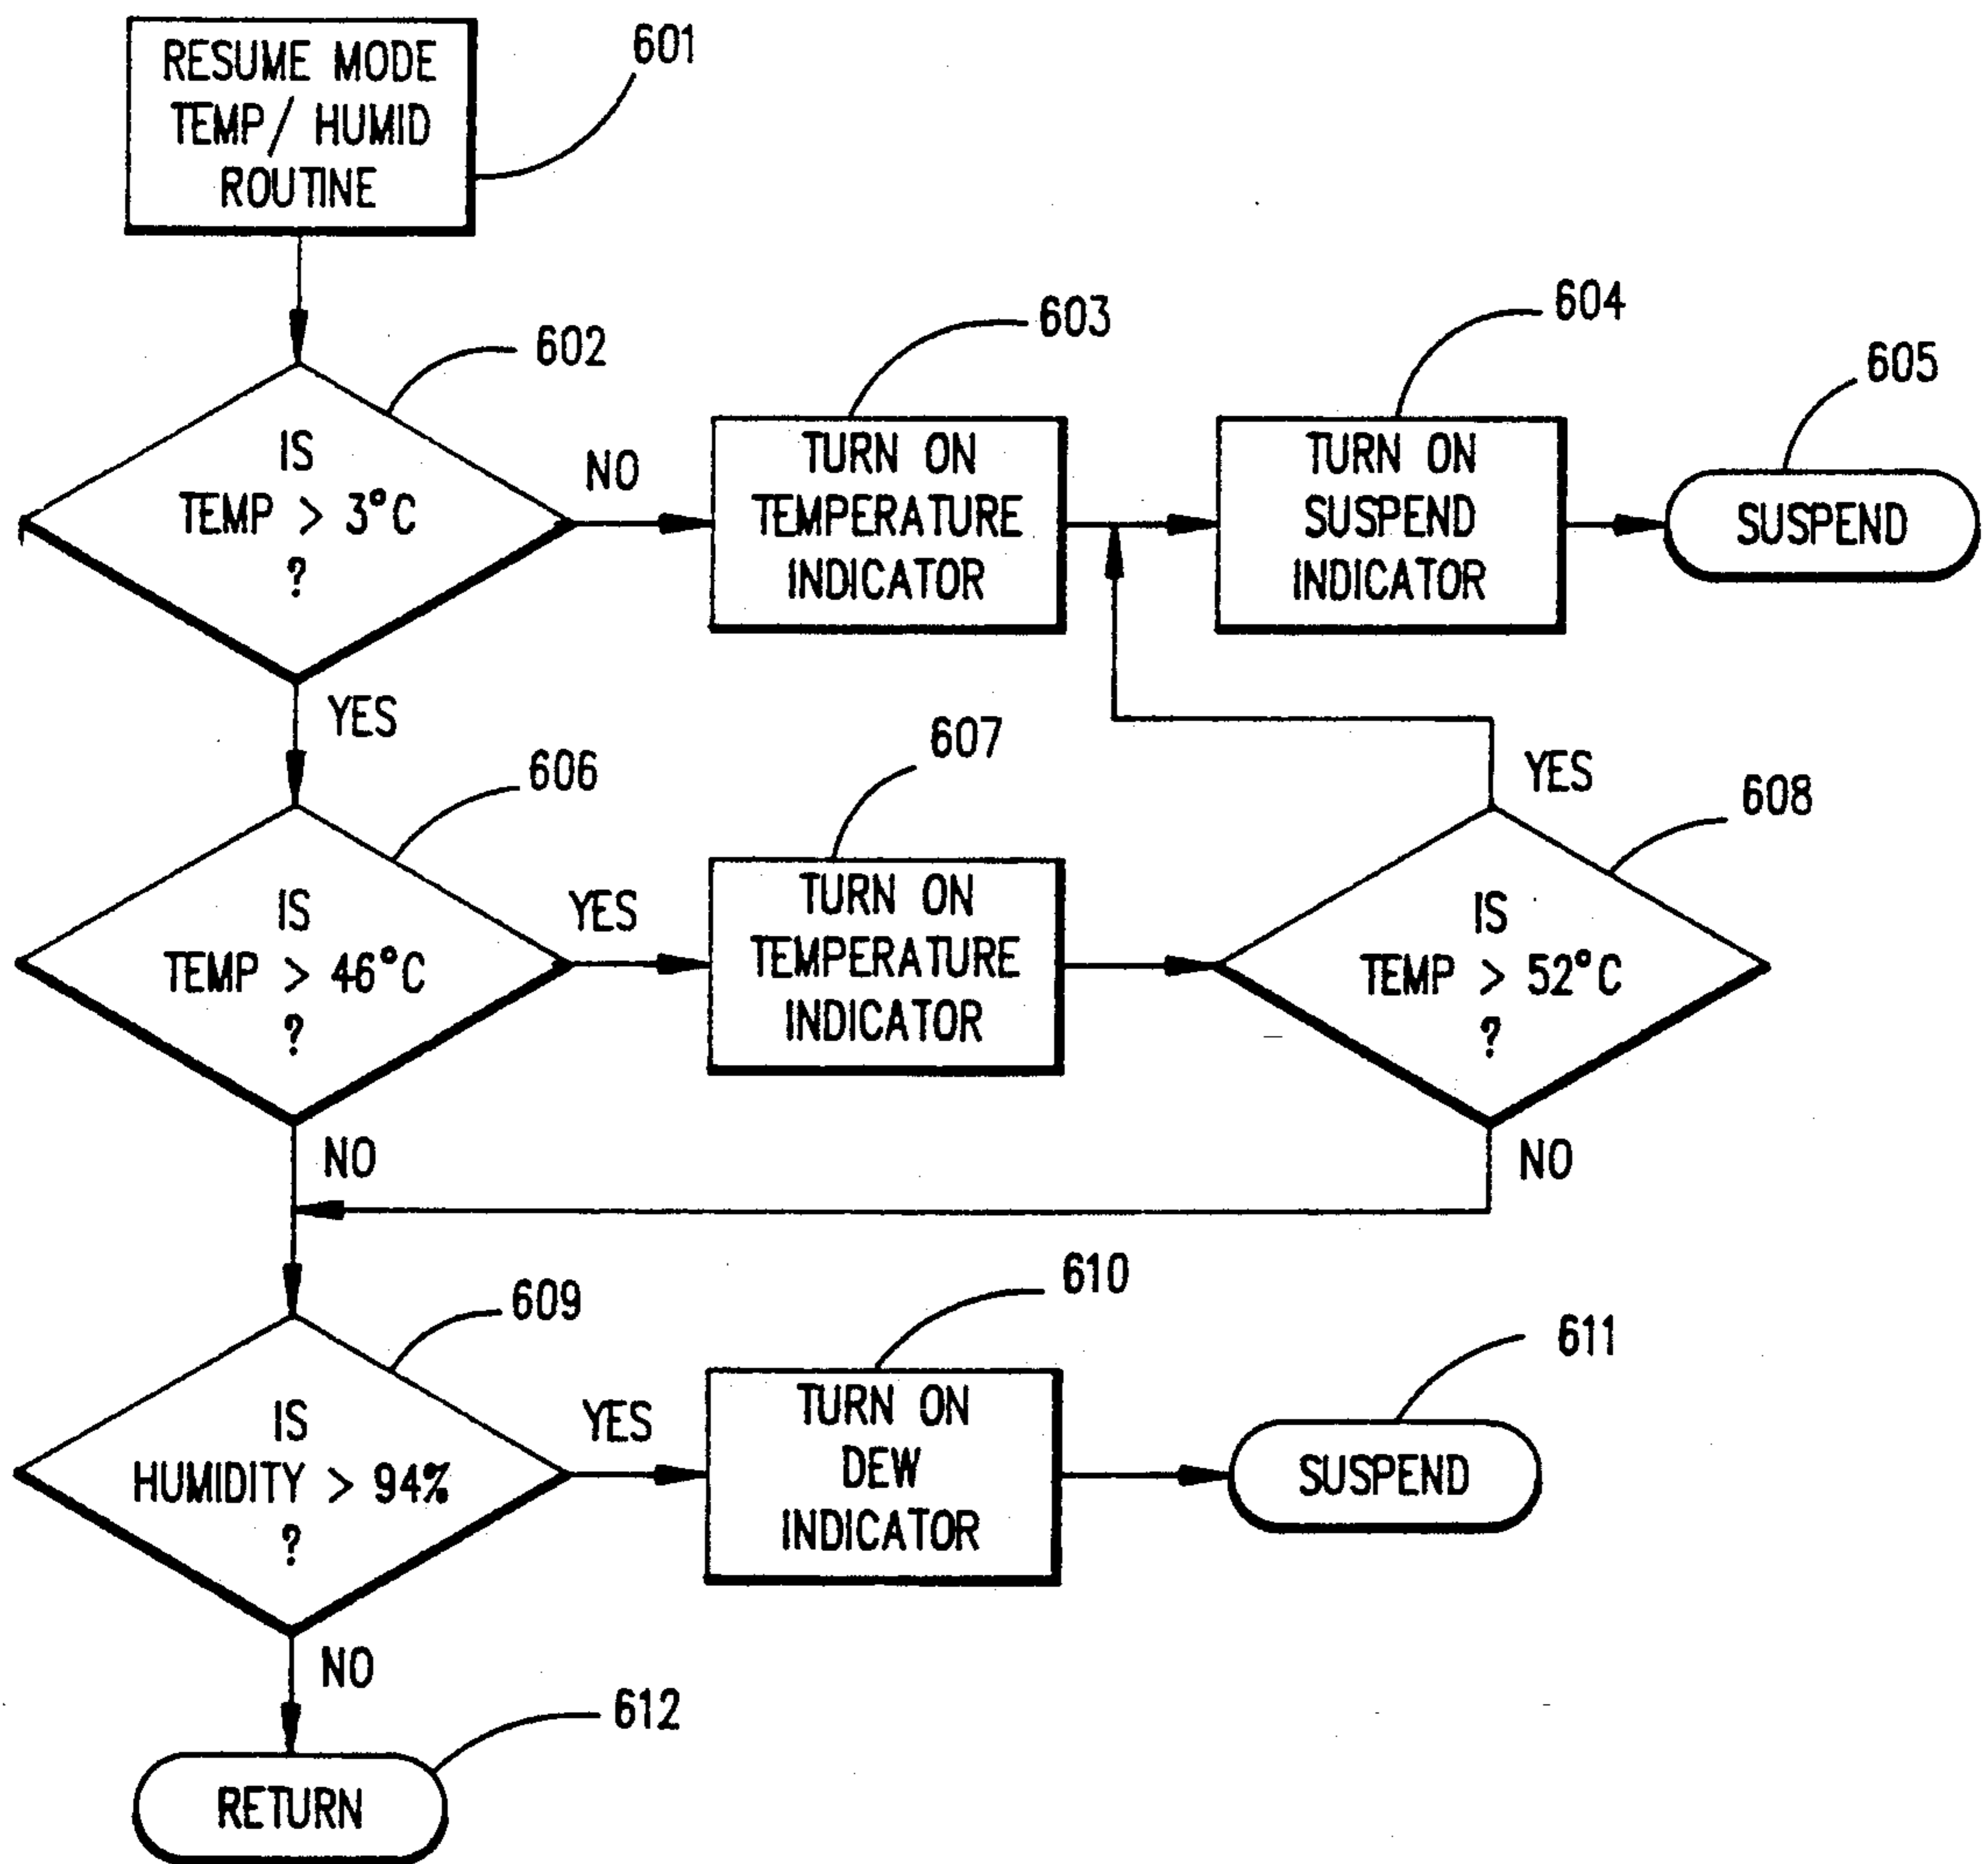 RESUME MODE
TEMP/ HUMID
ROUTINE
601
602
IS
TEMP > 3°C
?
NO
YES
603
TURN ON
TEMPERATURE
INDICATOR
604
TURN ON
SUSPEND
INDICATOR
605
SUSPEND
606
IS
TEMP > 46°C
?
YES
NO
607
TURN ON
TEMPERATURE
INDICATOR
608
YES
IS
TEMP > 52°C
?
NO
609
IS
HUMIDITY > 94%
?
YES
NO
610
TURN ON
DEW
INDICATOR
611
SUSPEND
612
RETURN